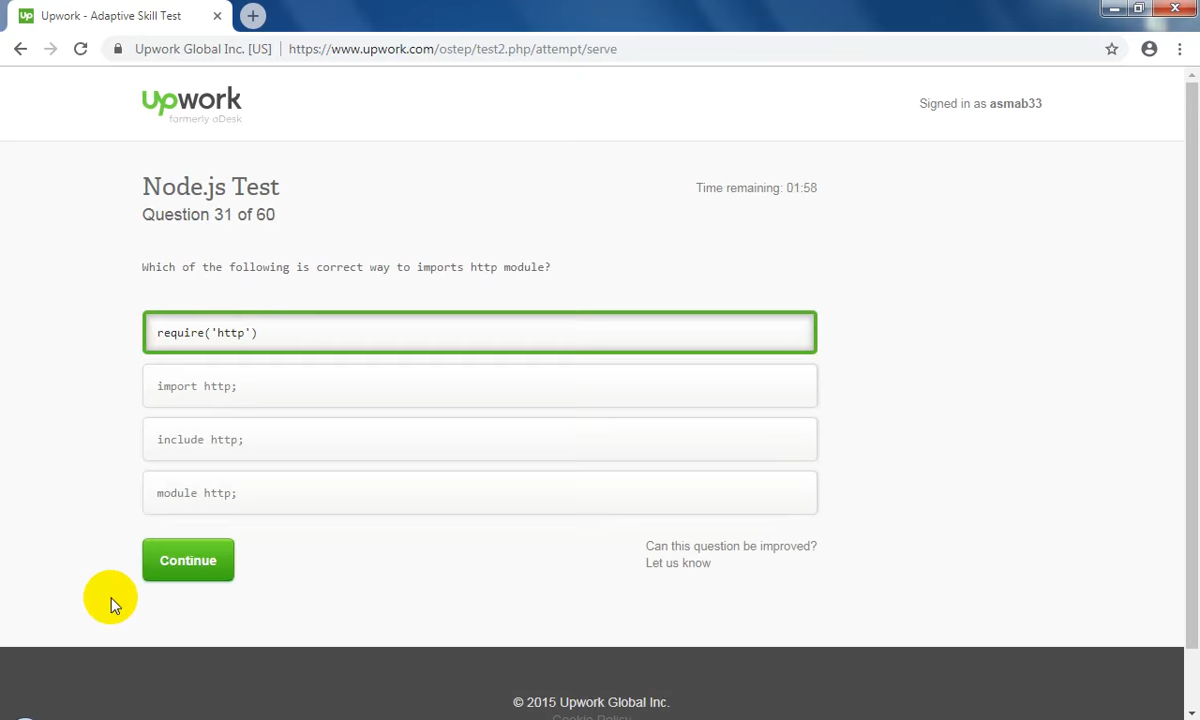 Upwork - Adaptive Skill Test
Upwork Global Inc. [US] https://www.upwork.com/ostep/test2.php/attempt/serve
Up
upwork
formerly oDesk
Signed in as asmab33
Node.js Test
Time remaining: 01:58
Question 31 of 60
Which of the following is correct way to imports http module?
require('http')
import http;
include http;
module http;
Continue
Can this question be improved?
Let us know
© 2015 Upwork Global Inc.
Cookie Policy